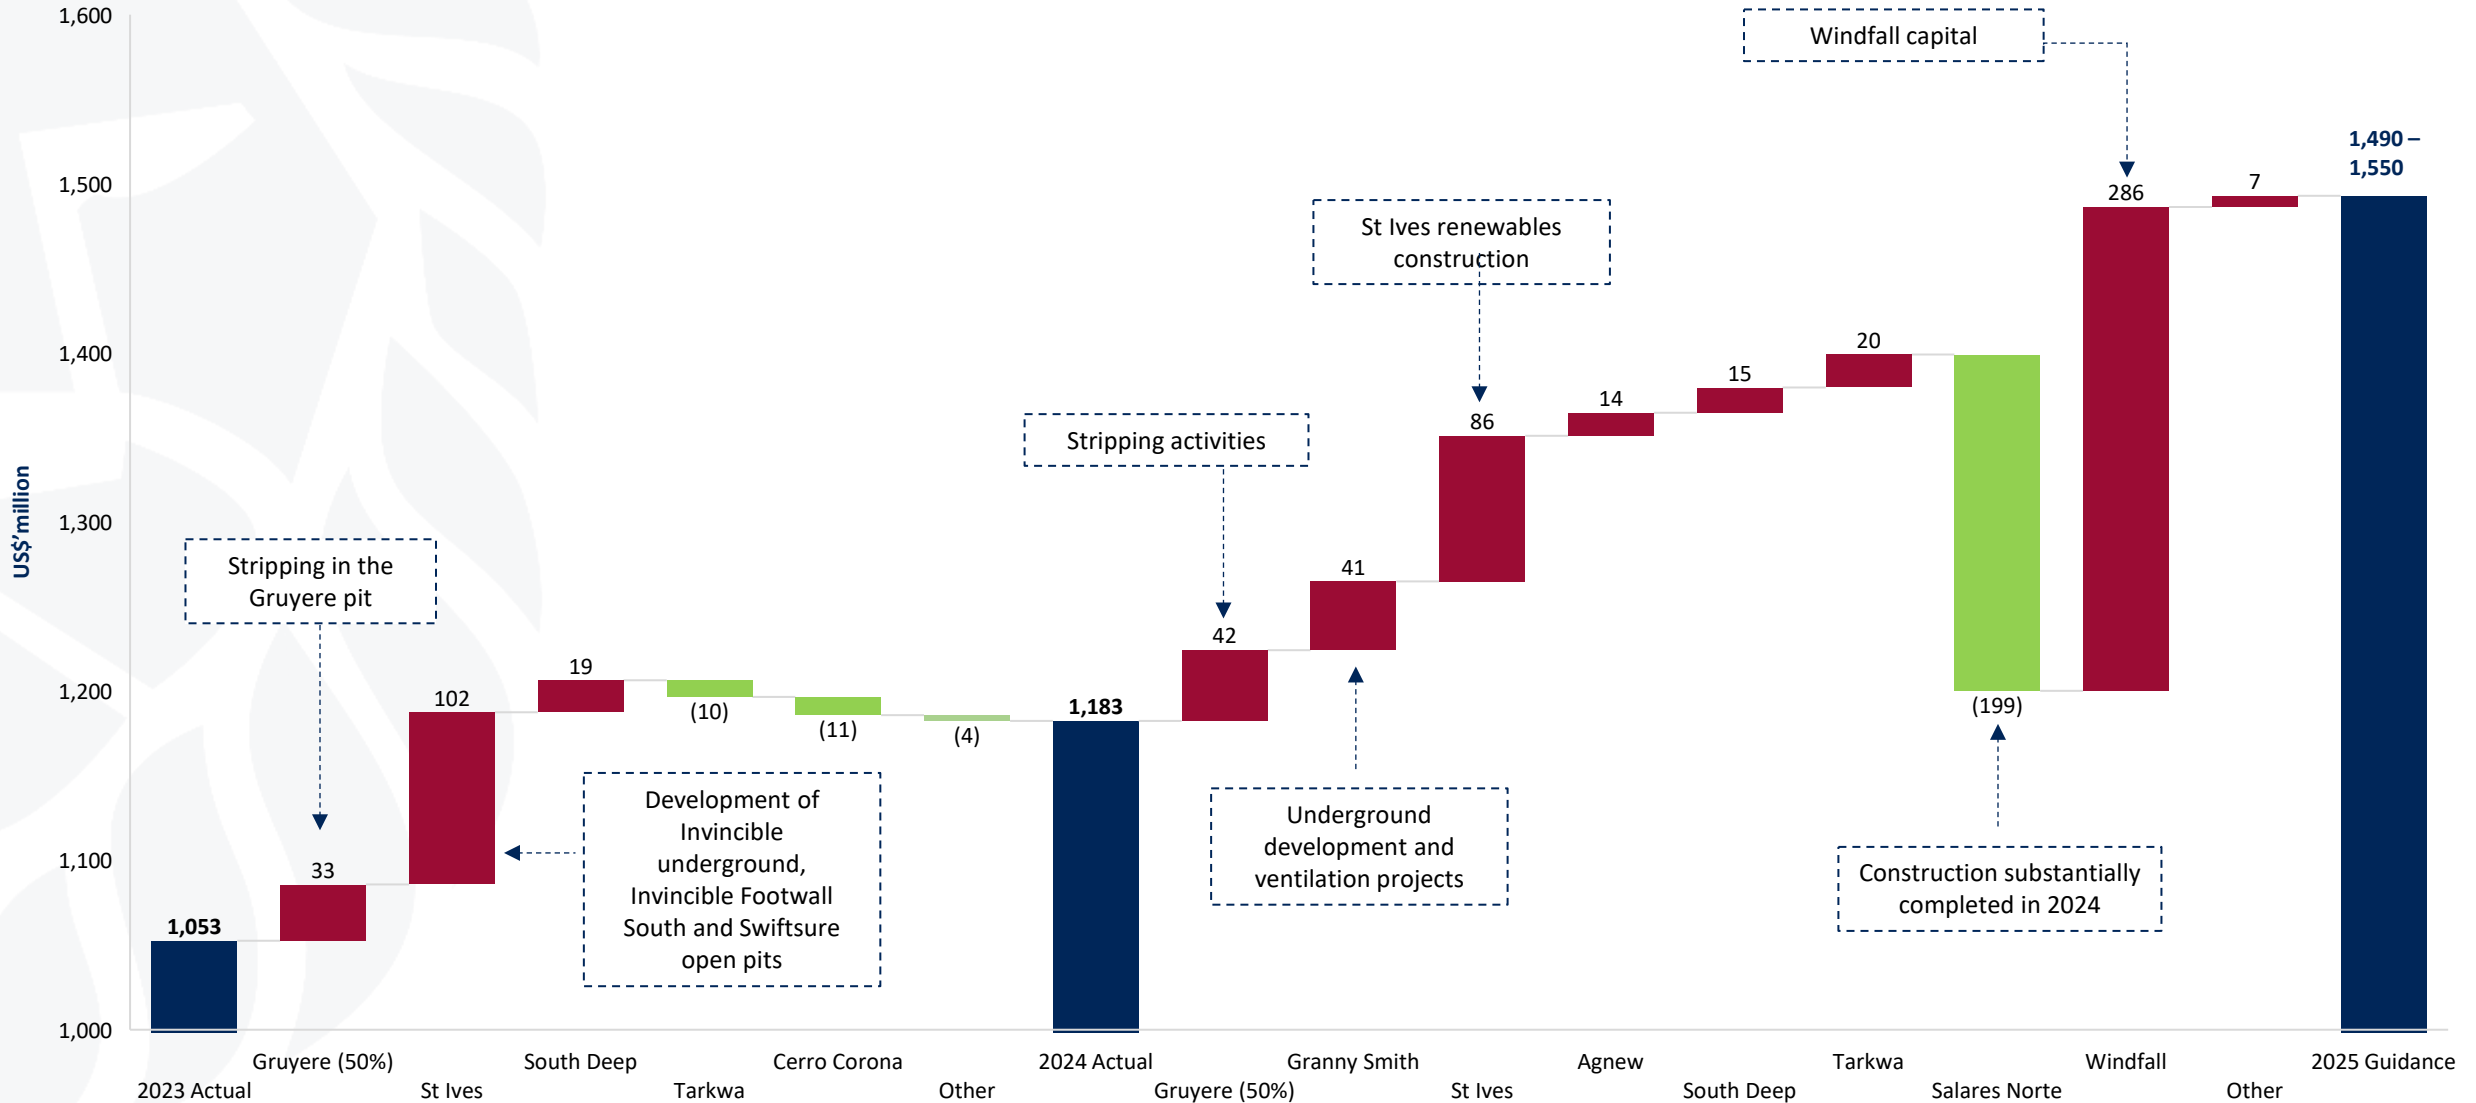 1,600
1,500
1,400
1,300
1,200
1,100
1,000
US$'million
1,053
33
102
19
(10)
(11)
(4)
1,183
42
41
86
14
15
20
(199)
286
7
1,490 –
1,550
Stripping in the
Gruyere pit
Development of
Invincible
underground,
Invincible Footwall
South and Swiftsure
open pits
Stripping activities
Underground
development and
ventilation projects
St Ives renewables
construction
Construction substantially
completed in 2024
Windfall capital
2023 Actual
Gruyere (50%)
St Ives
South Deep
Tarkwa
Cerro Corona
Other
2024 Actual
Gruyere (50%)
Granny Smith
St Ives
Agnew
South Deep
Tarkwa
Salares Norte
Windfall
Other
2025 Guidance